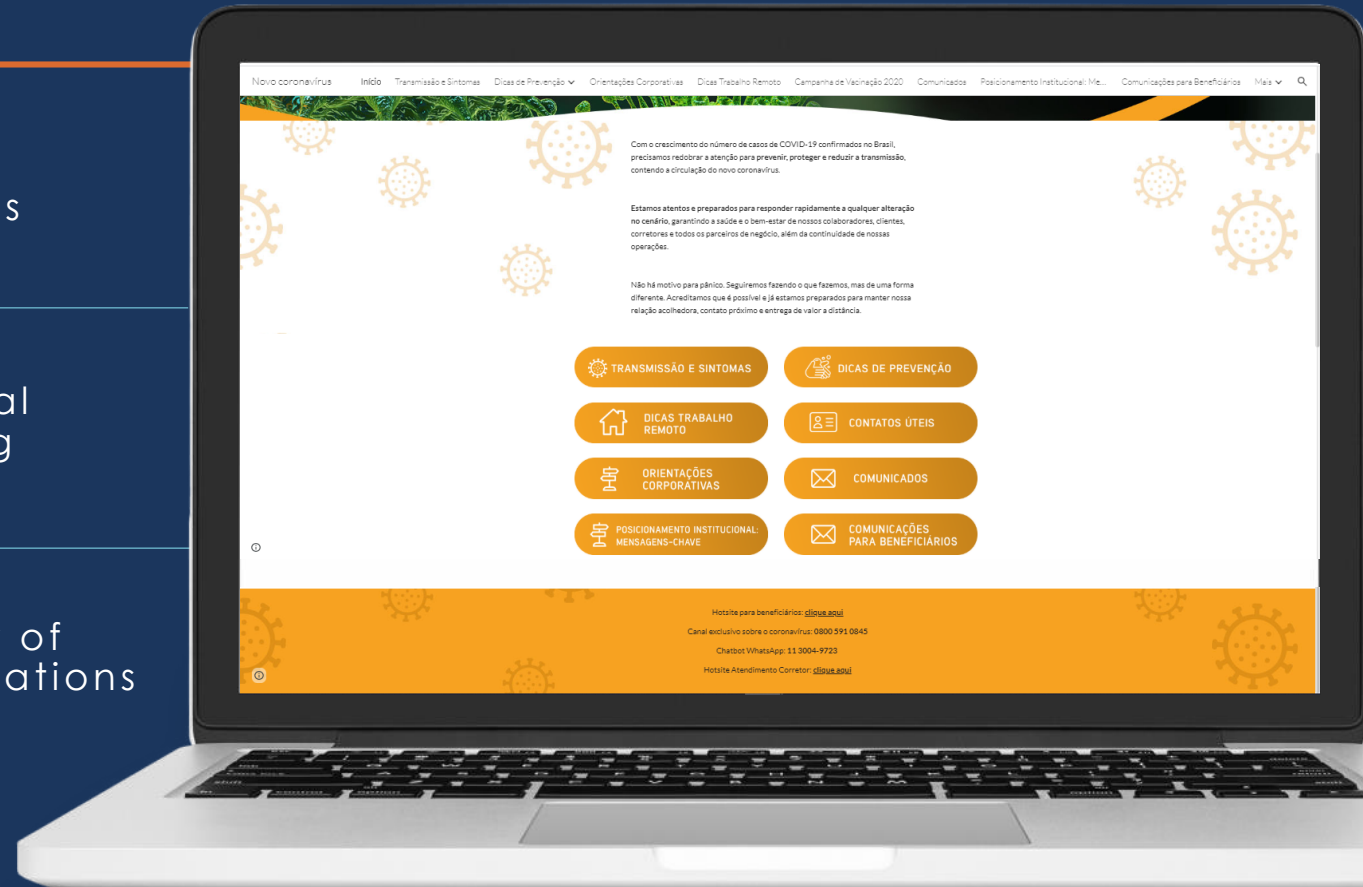 s
al
g
of
ations
Novo coronavírus Início Transmissão e Sintomas Dicas de Prevenção Orientações Corporativas Dicas Trabalho Remoto Campanha de Vacinação 2020 Comunicados Posicionamento Institucional: Me... Comunicações para Beneficiários Mais
Com o crescimento do número de casos de COVID-19 confirmados no Brasil,
precisamos redobrar a atenção para prevenir, proteger e reduzir a transmissão,
contendo a circulação do novo coronavírus.
Estamos atentos e preparados para responder rapidamente a qualquer alteração
no cenário, garantindo a saúde e o bem-estar de nossos colaboradores, clientes,
corretores e todos os parceiros de negócio, além da continuidade de nossas
operações.
Não há motivo para pânico. Seguiremos fazendo o que fazemos, mas de uma forma
diferente. Acreditamos que é possível e já estamos preparados para manter nossa
relação acolhedora, contato próximo e entrega de valor a distância.
TRANSMISSÃO E SINTOMAS
DICAS DE PREVENÇÃO
DICAS TRABALHO
REMOTO
CONTATOS ÚTEIS
ORIENTAÇÕES
CORPORATIVAS
COMUNICADOS
POSICIONAMENTO INSTITUCIONAL:
MENSAGENS-CHAVE
COMUNICAÇÕES
PARA BENEFICIÁRIOS
Hotsite para beneficiários: clique aqui
Canal exclusivo sobre o coronavírus: 0800 591 0845
Chatbot WhatsApp: 11 3004-9723
Hotsite Atendimento Corretor: clique aqui